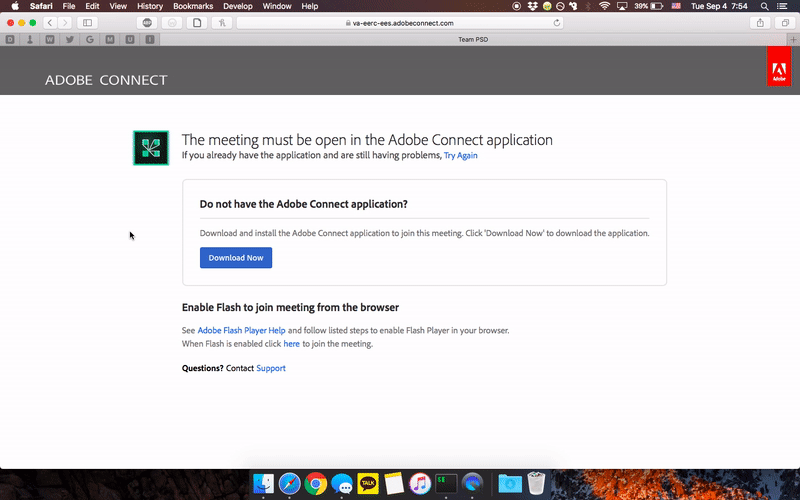 Safari File Edit View History Bookmarks Develop Window Help 39% Tue Sep 4 7:54
ABP va-eerc-ees.adobeconnect.com
D W G M U I Team PSD
ADOBE CONNECT
Adobe
The meeting must be open in the Adobe Connect application
If you already have the application and are still having problems, Try Again
Do not have the Adobe Connect application?
Download and install the Adobe Connect application to join this meeting. Click 'Download Now' to download the application.
Download Now
Enable Flash to join meeting from the browser
See Adobe Flash Player Help and follow listed steps to enable Flash Player in your browser.
When Flash is enabled click here to join the meeting.
Questions? Contact Support
TALK